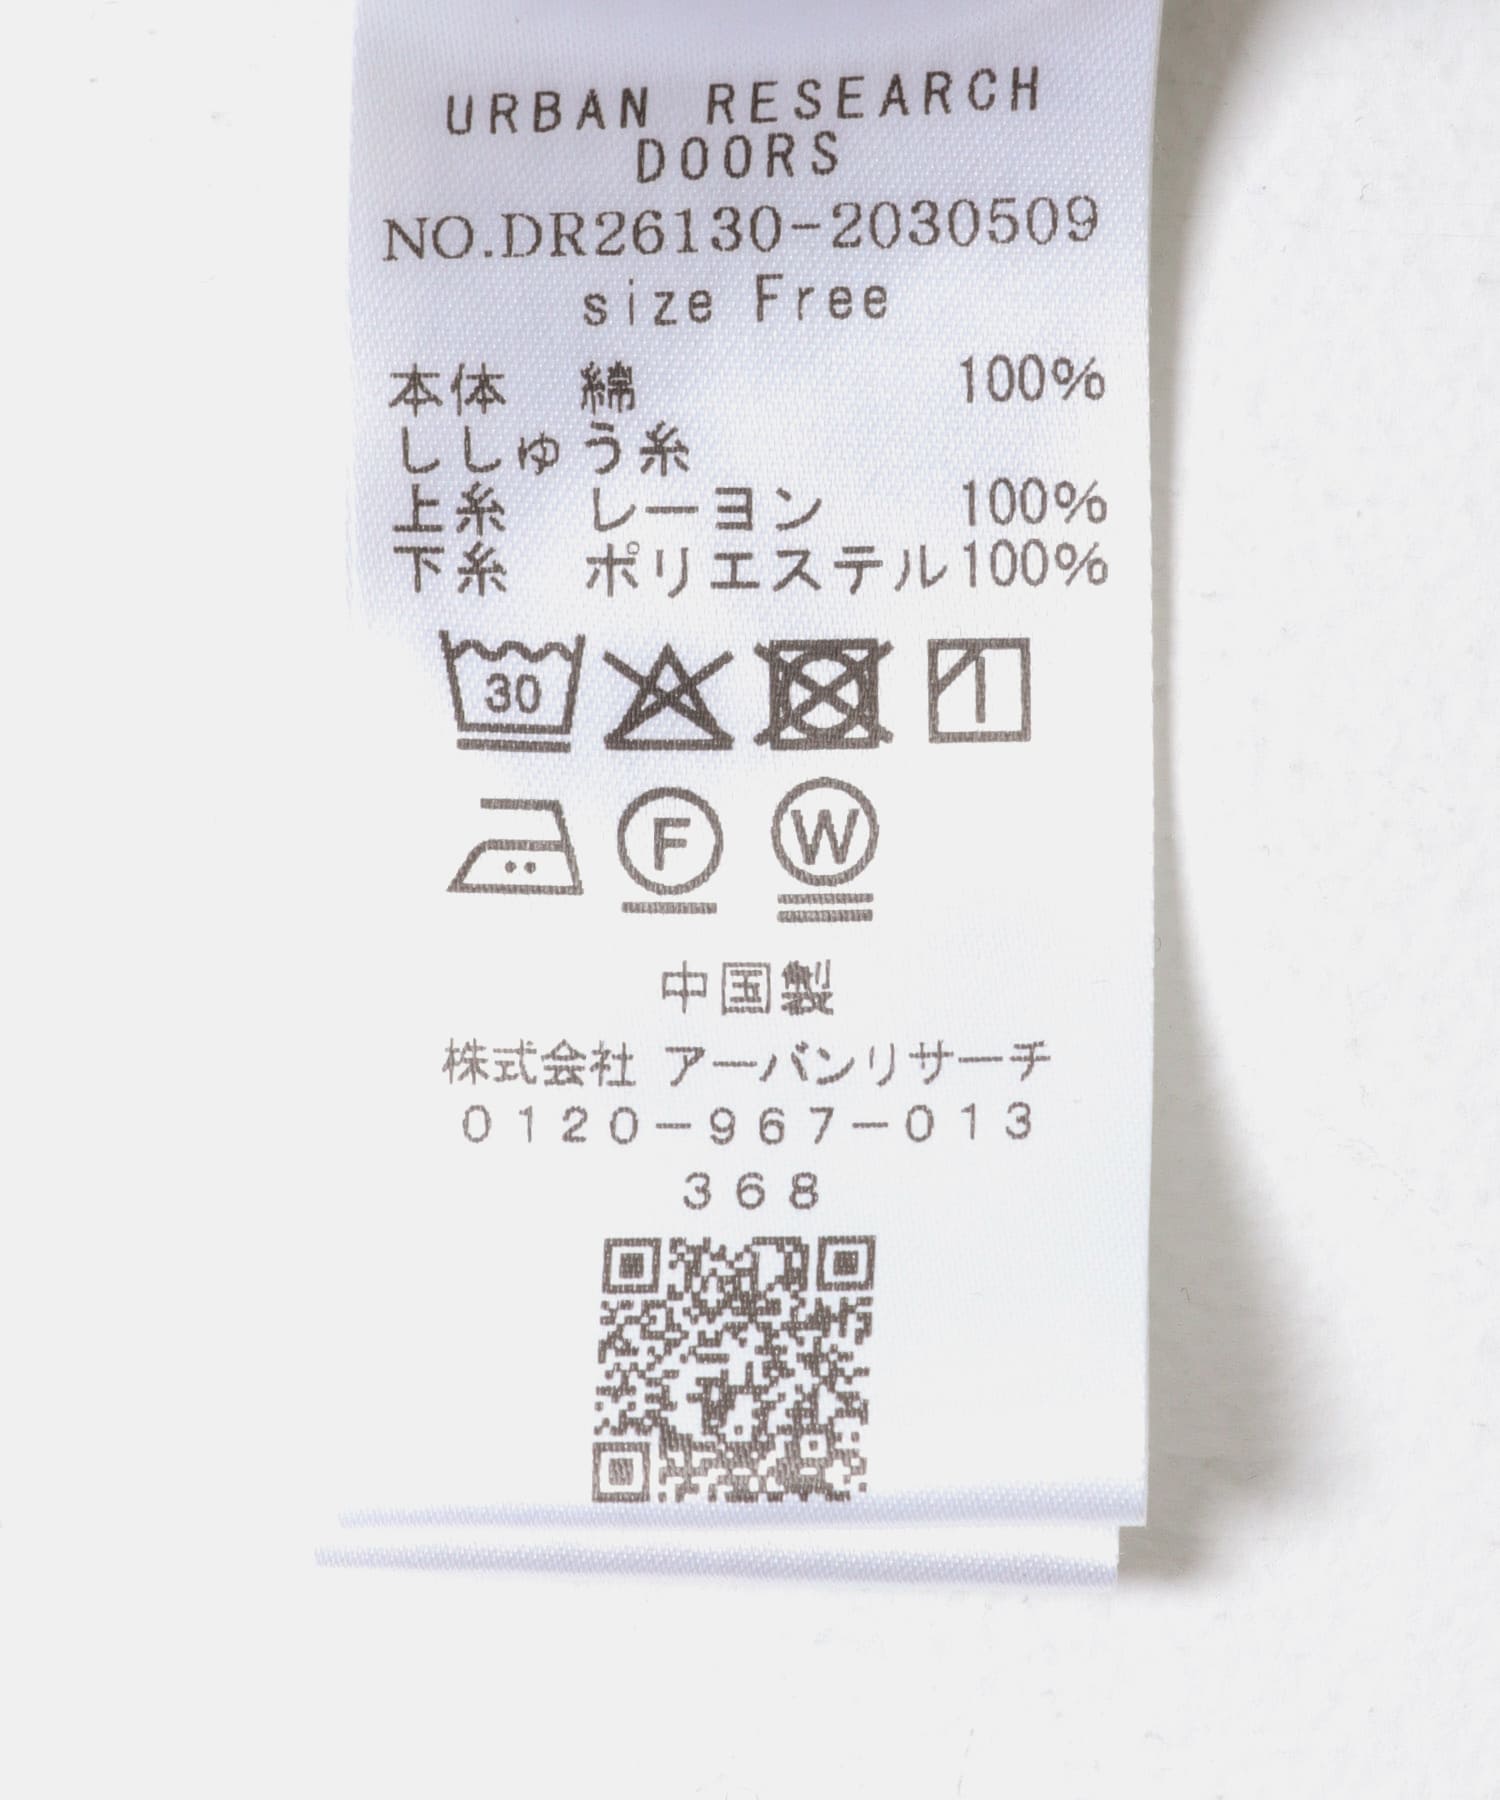 URBAN RESEARCH
DOORS
NO.DR26130-2030509
size Free
本体 綿 100%
ししゅう糸
上糸 レーヨン 100%
下糸 ポリエステル100%
30
F W
中国製
株式会社 アーバンリサーチ
0120-967-013
368